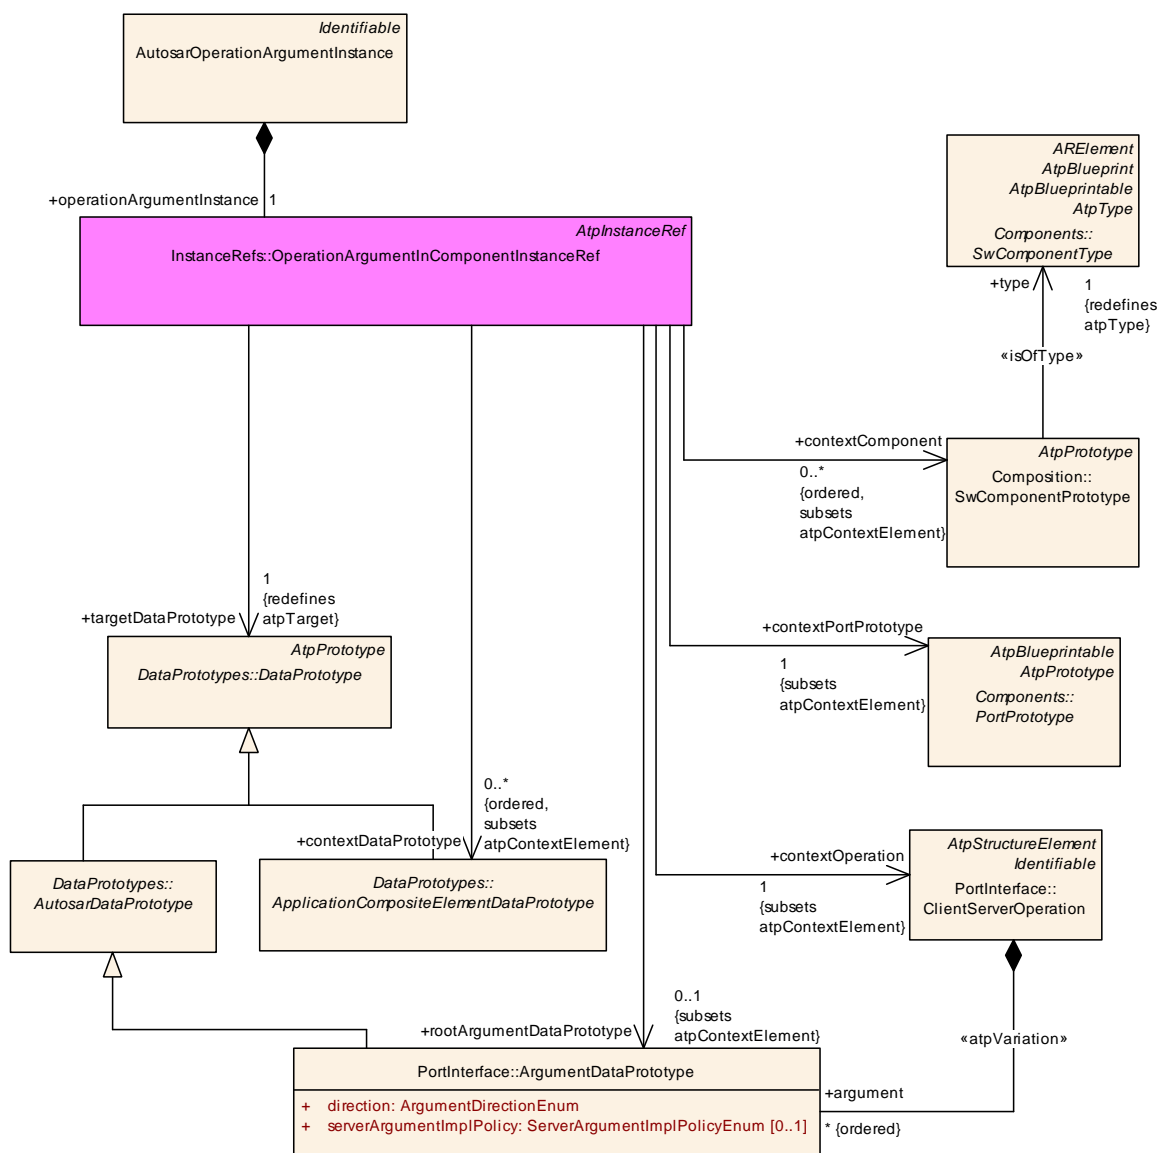 Identifiable
AutosarOperationArgumentInstance
+operationArgumentInstance 1
AtpInstanceRef
InstanceRefs::OperationArgumentInComponentInstanceRef
ARElement
AtpBlueprint
AtpBlueprintable
AtpType
Components::
SwComponentType
+type
1
{redefines
atpType}
«isOfType»
+contextComponent
0..*
{ordered,
subsets
atpContextElement}
AtpPrototype
Composition::
SwComponentPrototype
1
{redefines
atpTarget}
+targetDataPrototype
AtpPrototype
DataPrototypes::DataPrototype
+contextPortPrototype
1
{subsets
atpContextElement}
AtpBlueprintable
AtpPrototype
Components::
PortPrototype
0..*
{ordered,
subsets
atpContextElement}
+contextDataPrototype
DataPrototypes::
AutosarDataPrototype
DataPrototypes::
ApplicationCompositeElementDataPrototype
+contextOperation
1
{subsets
atpContextElement}
AtpStructureElement
Identifiable
PortInterface::
ClientServerOperation
0..1
{subsets
atpContextElement}
+rootArgumentDataPrototype
«atpVariation»
PortInterface::ArgumentDataPrototype
+ direction: ArgumentDirectionEnum
+ serverArgumentImplPolicy: ServerArgumentImplPolicyEnum [0..1]
+argument
* {ordered}